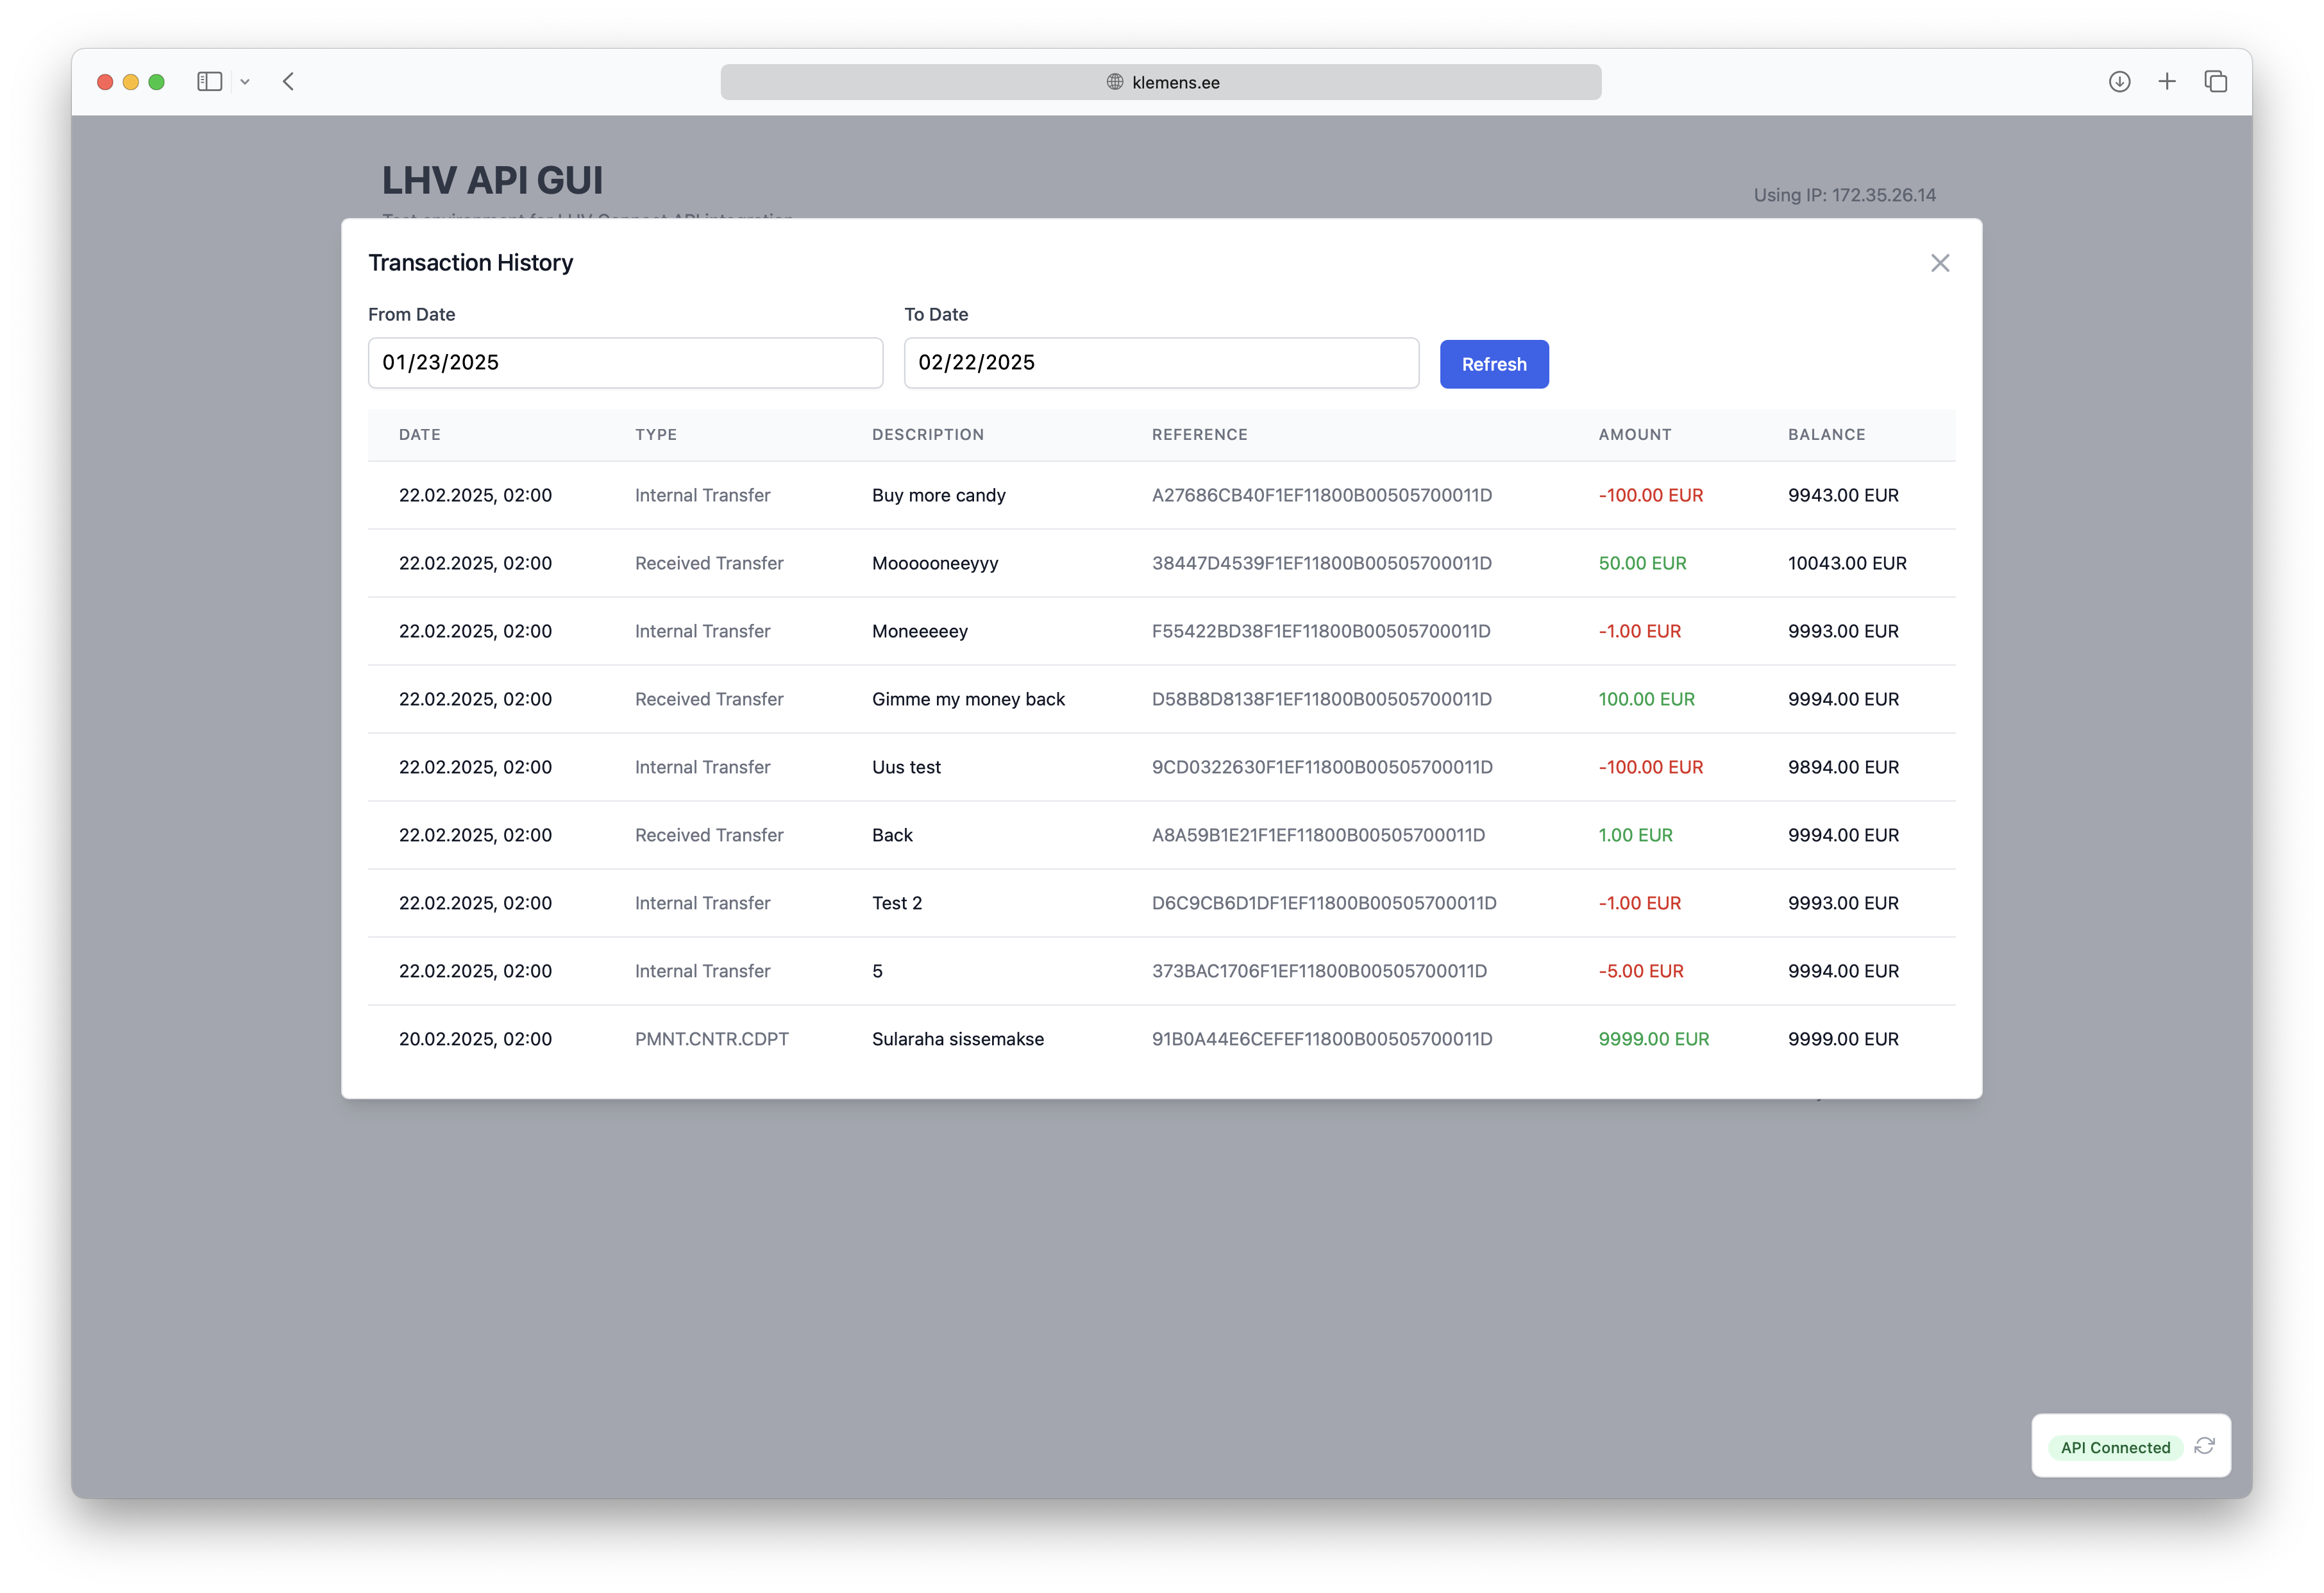 klemens.ee
LHV API GUI
Using IP: 172.35.26.14
Test environment for LHV Connect API integration
Transaction History
From Date To Date
01/23/2025 02/22/2025 Refresh
DATE TYPE DESCRIPTION REFERENCE AMOUNT BALANCE
22.02.2025, 02:00 Internal Transfer Buy more candy A27686CB40F1EF11800B00505700011D -100.00 EUR 9943.00 EUR
22.02.2025, 02:00 Received Transfer Moooooneeyyy 38447D4539F1EF11800B00505700011D 50.00 EUR 10043.00 EUR
22.02.2025, 02:00 Internal Transfer Moneeeeey F55422BD38F1EF11800B00505700011D -1.00 EUR 9993.00 EUR
22.02.2025, 02:00 Received Transfer Gimme my money back D58B8D8138F1EF11800B00505700011D 100.00 EUR 9994.00 EUR
22.02.2025, 02:00 Internal Transfer Uus test 9CD0322630F1EF11800B00505700011D -100.00 EUR 9894.00 EUR
22.02.2025, 02:00 Received Transfer Back A8A59B1E21F1EF11800B00505700011D 1.00 EUR 9994.00 EUR
22.02.2025, 02:00 Internal Transfer Test 2 D6C9CB6D1DF1EF11800B00505700011D -1.00 EUR 9993.00 EUR
22.02.2025, 02:00 Internal Transfer 5 373BAC1706F1EF11800B00505700011D -5.00 EUR 9994.00 EUR
20.02.2025, 02:00 PMNT.CNTR.CDPT Sularaha sissemakse 91B0A44E6CEFEF11800B00505700011D 9999.00 EUR 9999.00 EUR
API Connected